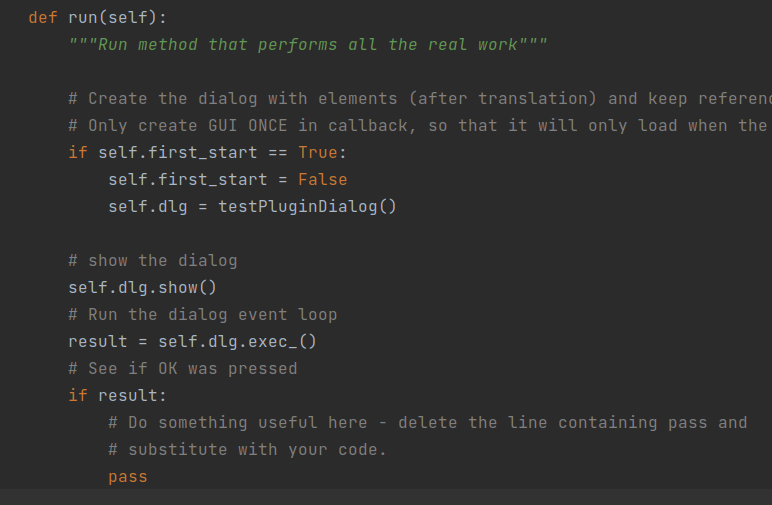 def run(self):
"""Run method that performs all the real work"""
# Create the dialog with elements (after translation) and keep
# Only create GUI ONCE in callback, so that it will only load when the
if self.first_start == True:
self.first_start = False
self.dlg = testPluginDialog()
# show the dialog
self.dlg.show()
# Run the dialog event loop
result = self.dlg.exec_()
# See if OK was pressed
if result:
# Do something useful here - delete the line containing pass and
# substitute with your code.
pass